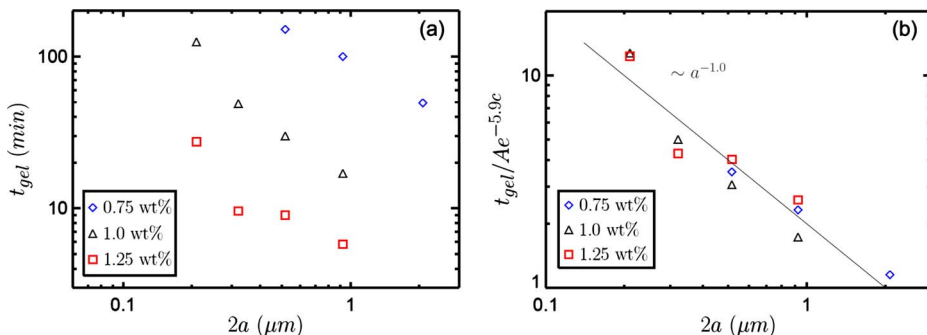 (a)
100
10
t_gel (min)
0.75 wt%
1.0 wt%
1.25 wt%
0.1
1
2a (μm)
(b)
10
1
t_gel/Ae^{-5.9c}
~ a^{-1.0}
0.75 wt%
1.0 wt%
1.25 wt%
0.1
1
2a (μm)